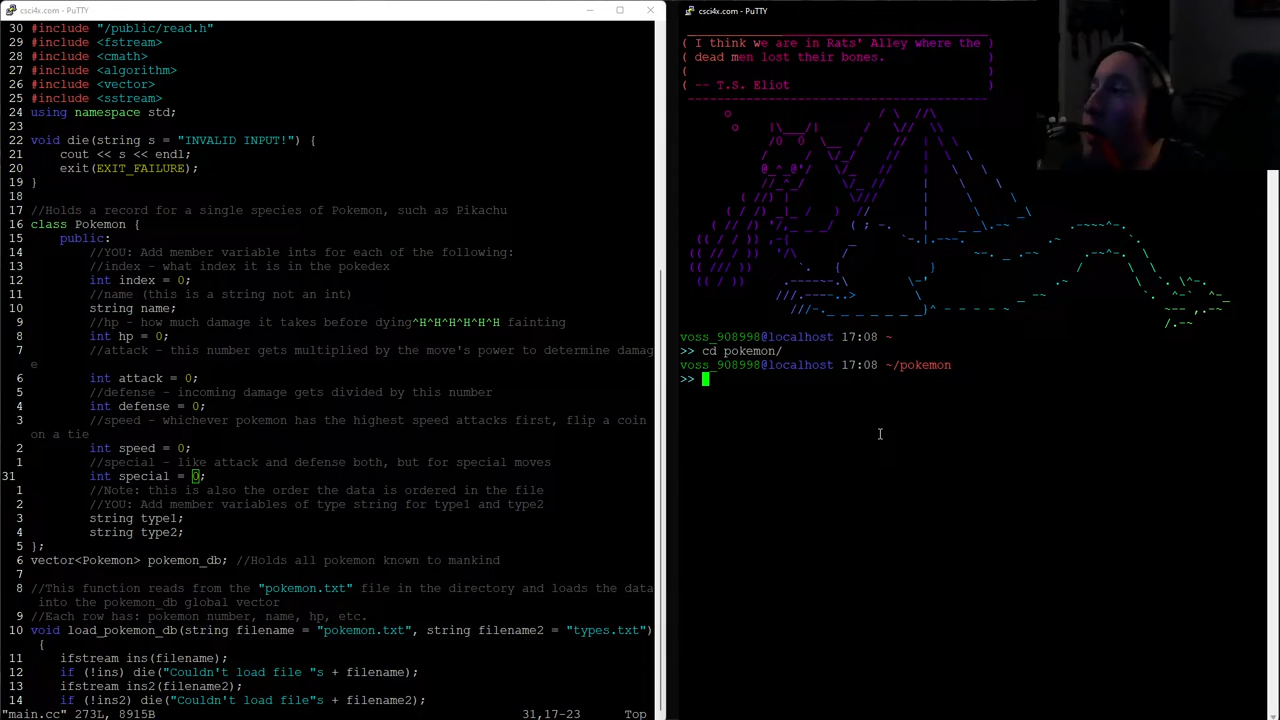 csci4x.com - PuTTY
30 #include "/public/read.h"
29 #include <fstream>
28 #include <cmath>
27 #include <algorithm>
26 #include <vector>
25 #include <sstream>
24 using namespace std;
23
22 void die(string s = "INVALID INPUT!") {
21     cout << s << endl;
20     exit(EXIT_FAILURE);
19 }
18
17 //Holds a record for a single species of Pokemon, such as Pikachu
16 class Pokemon {
15     public:
14         //YOU: Add member variable ints for each of the following:
13         //index - what index it is in the pokedex
12         int index = 0;
11         //name (this is a string not an int)
10         string name;
9         //hp - how much damage it takes before dying^H^H^H^H^H^H fainting
8         int hp = 0;
7         //attack - this number gets multiplied by the move's power to determine damag
e
6         int attack = 0;
5         //defense - incoming damage gets divided by this number
4         int defense = 0;
3         //speed - whichever pokemon has the highest speed attacks first, flip a coin
on a tie
2         int speed = 0;
1         //special - like attack and defense both, but for special moves
31         int special = 0;
1         //Note: this is also the order the data is ordered in the file
2         //YOU: Add member variables of type string for type1 and type2
3         string type1;
4         string type2;
5 };
6 vector<Pokemon> pokemon_db; //Holds all pokemon known to mankind
7
8 //This function reads from the "pokemon.txt" file in the directory and loads the data
into the pokemon_db global vector
9 //Each row has: pokemon number, name, hp, etc.
10 void load_pokemon_db(string filename = "pokemon.txt", string filename2 = "types.txt")
{
11     ifstream ins(filename);
12     if (!ins) die("Couldn't load file "s + filename);
13     ifstream ins2(filename2);
14     if (!ins2) die("Couldn't load file"s + filename2);
"main.cc" 273L, 8915B 31,17-23 Top
csci4x.com - PuTTY
( I think we are in Rats' Alley where the )
( dead men lost their bones. )
( )
( -- T.S. Eliot )
voss_908998@localhost 17:08 ~
>> cd pokemon/
voss_908998@localhost 17:08 ~/pokemon
>>